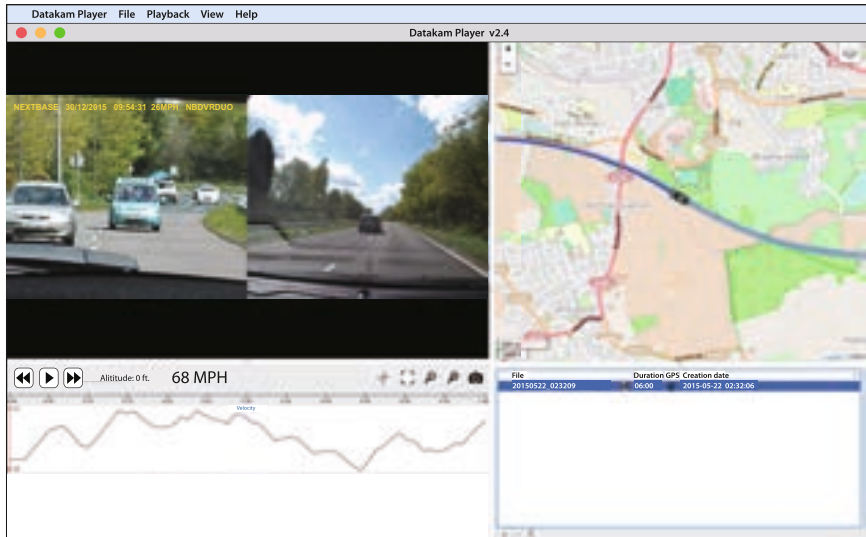 Datakam Player File Playback View Help
Datakam Player v2.4
NEXTBASE 30/12/2015 09:54:31 26MPH NBDVRDUO
Alititude: 0 ft. 68 MPH
Velocity
File Duration GPS Creation date
20150522_023209 06:00 2015-05-22 02:32:06